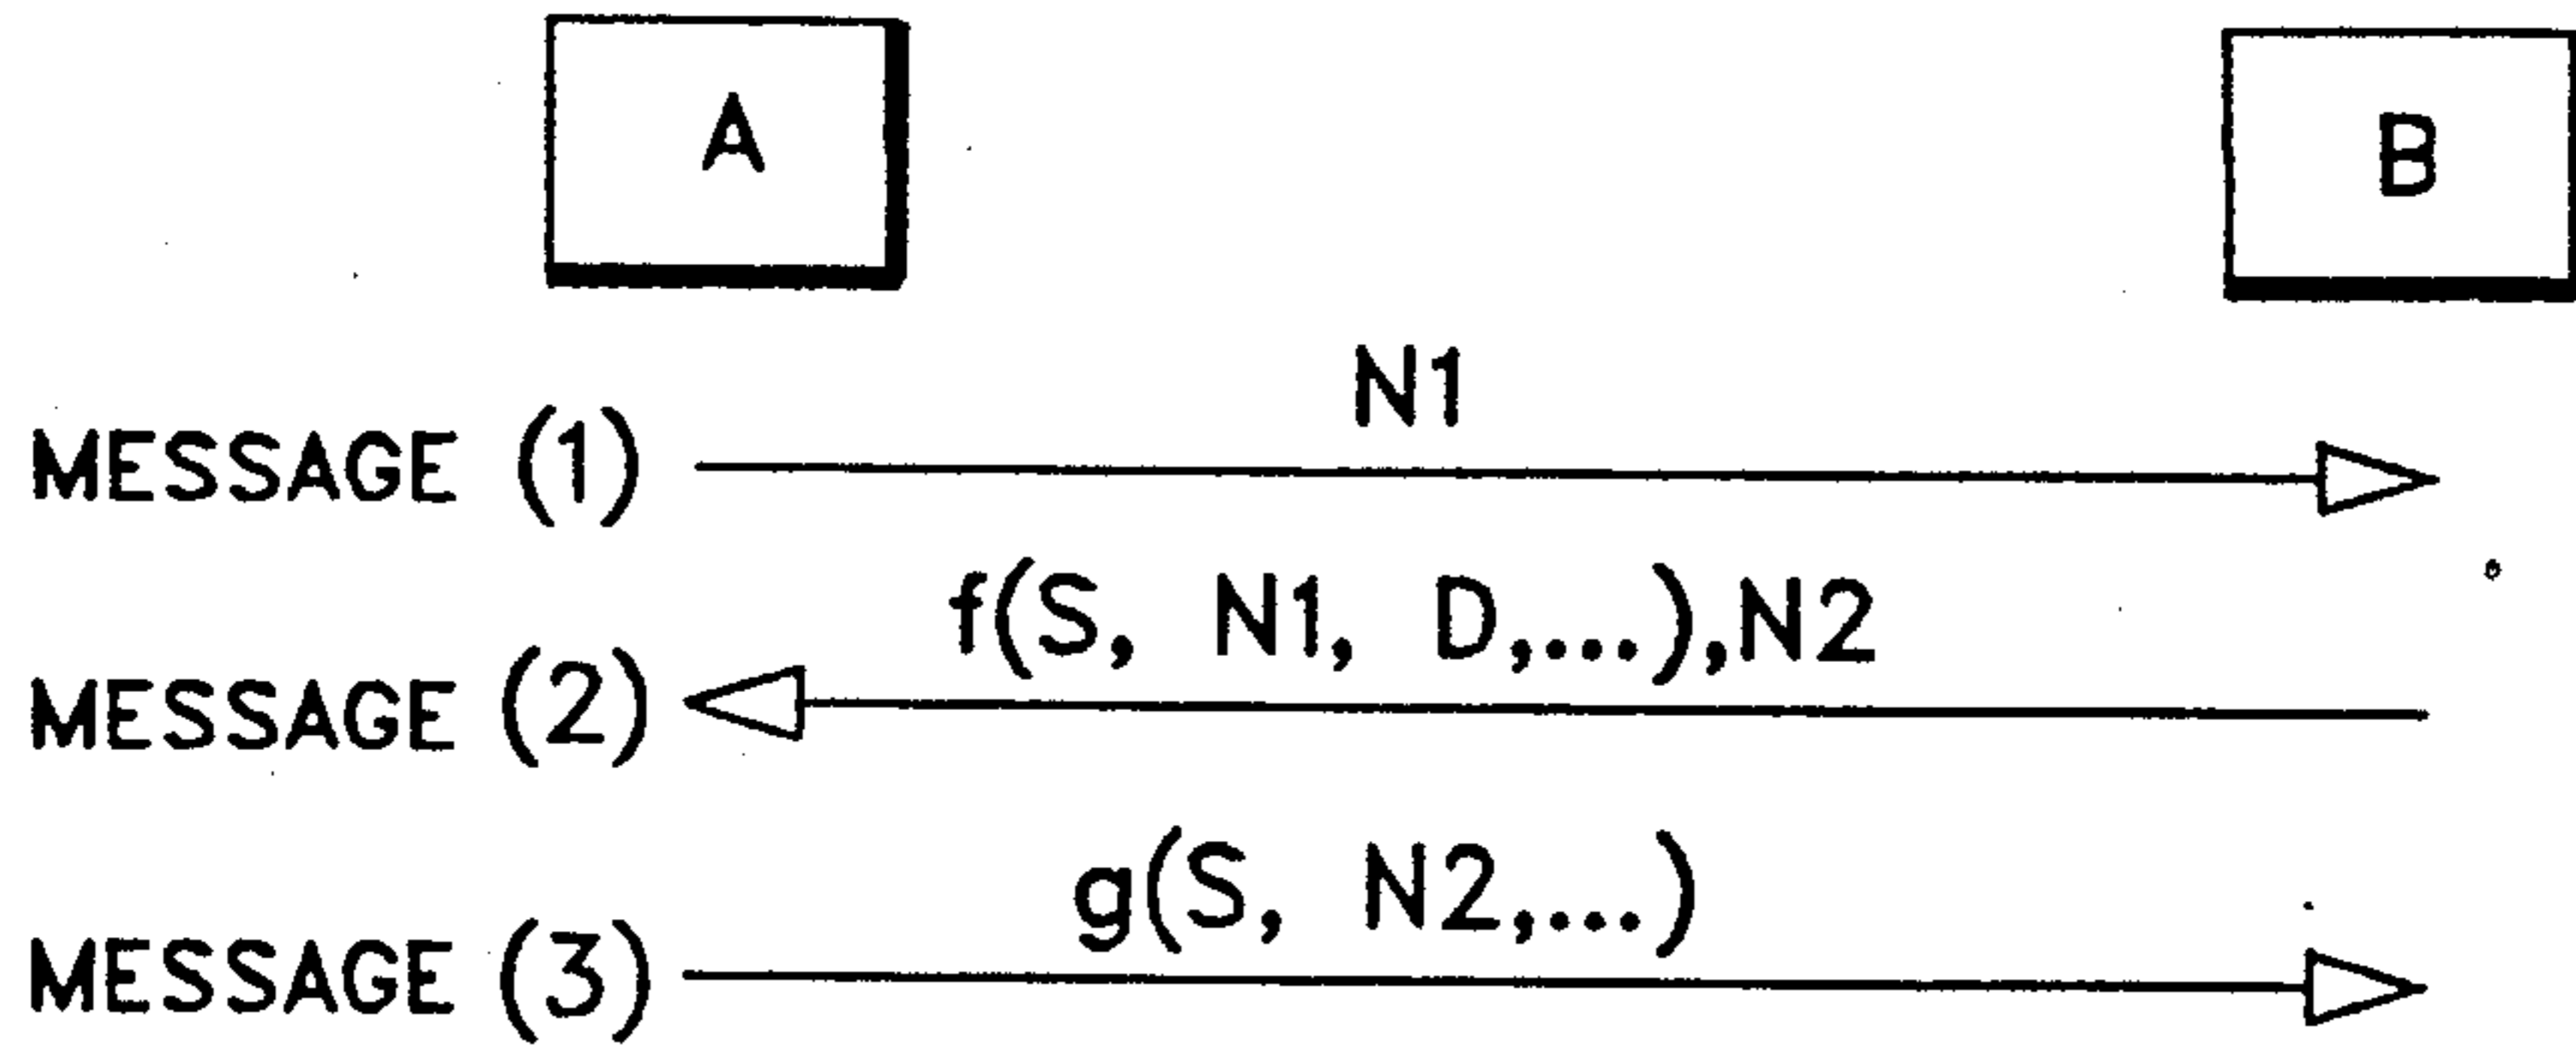 A
B
N1
MESSAGE (1)
f(S, N1, D,...),N2
MESSAGE (2)
g(S, N2,...)
MESSAGE (3)